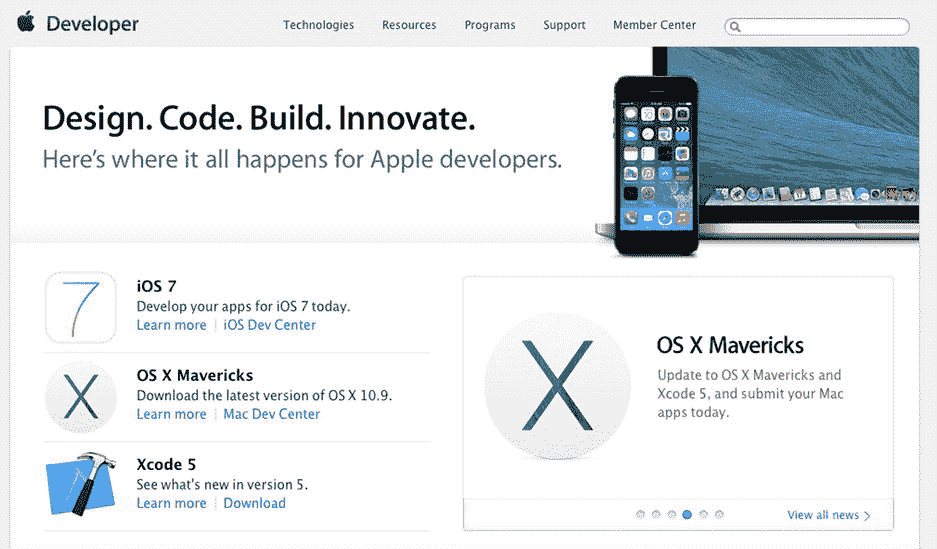 Developer
Technologies
Resources
Programs
Support
Member Center
Design. Code. Build. Innovate.
Here's where it all happens for Apple developers.
7
iOS 7
Develop your apps for iOS 7 today.
Learn more
iOS Dev Center
X
OS X Mavericks
Download the latest version of OS X 10.9.
Learn more
Mac Dev Center
Xcode 5
See what's new in version 5.
Learn more
Download
X
OS X Mavericks
Update to OS X Mavericks and
Xcode 5, and submit your Mac
apps today.
View all news